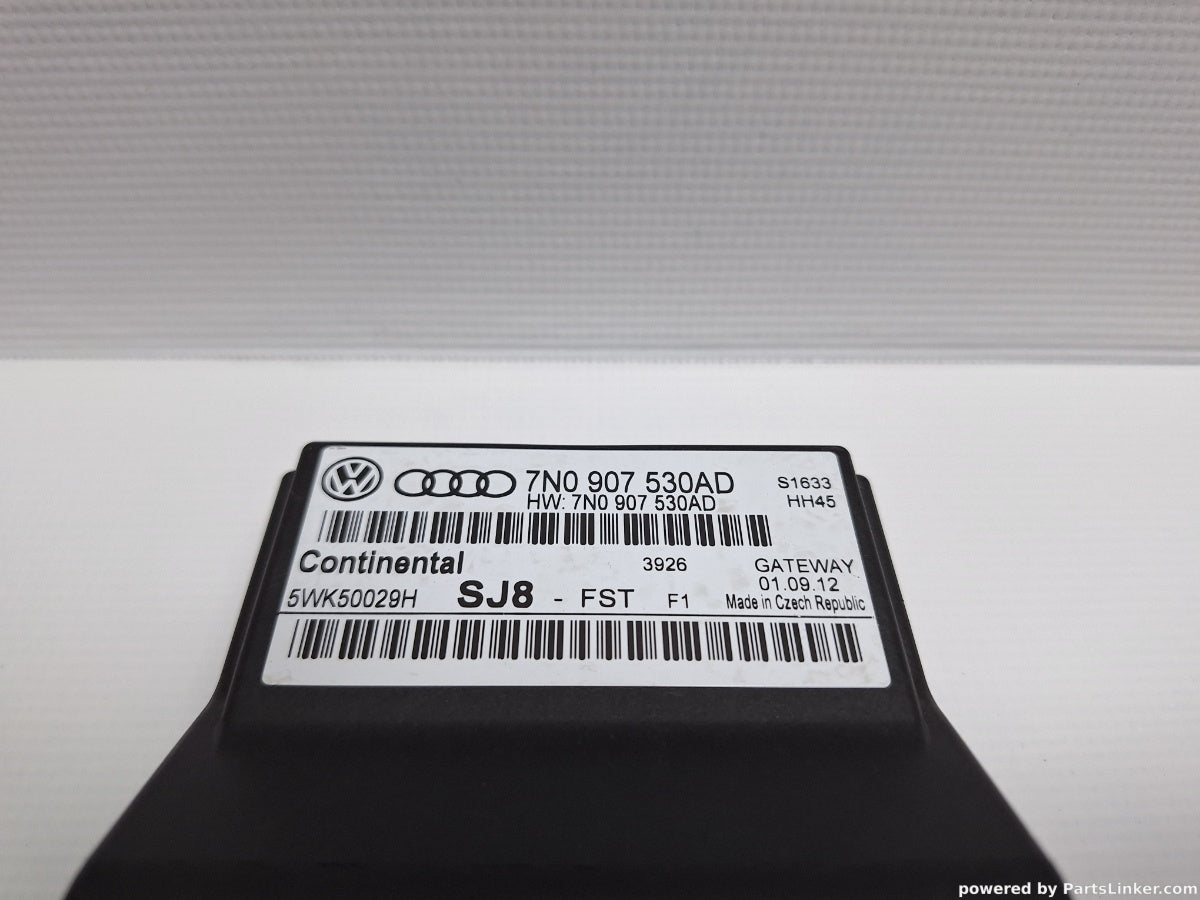 7N0 907 530AD
HW: 7N0 907 530AD
S1633
HH45
Continental
3926
GATEWAY
01.09.12
5WK50029H SJ8 - FST F1
Made in Czech Republic
powered by PartsLinker.com